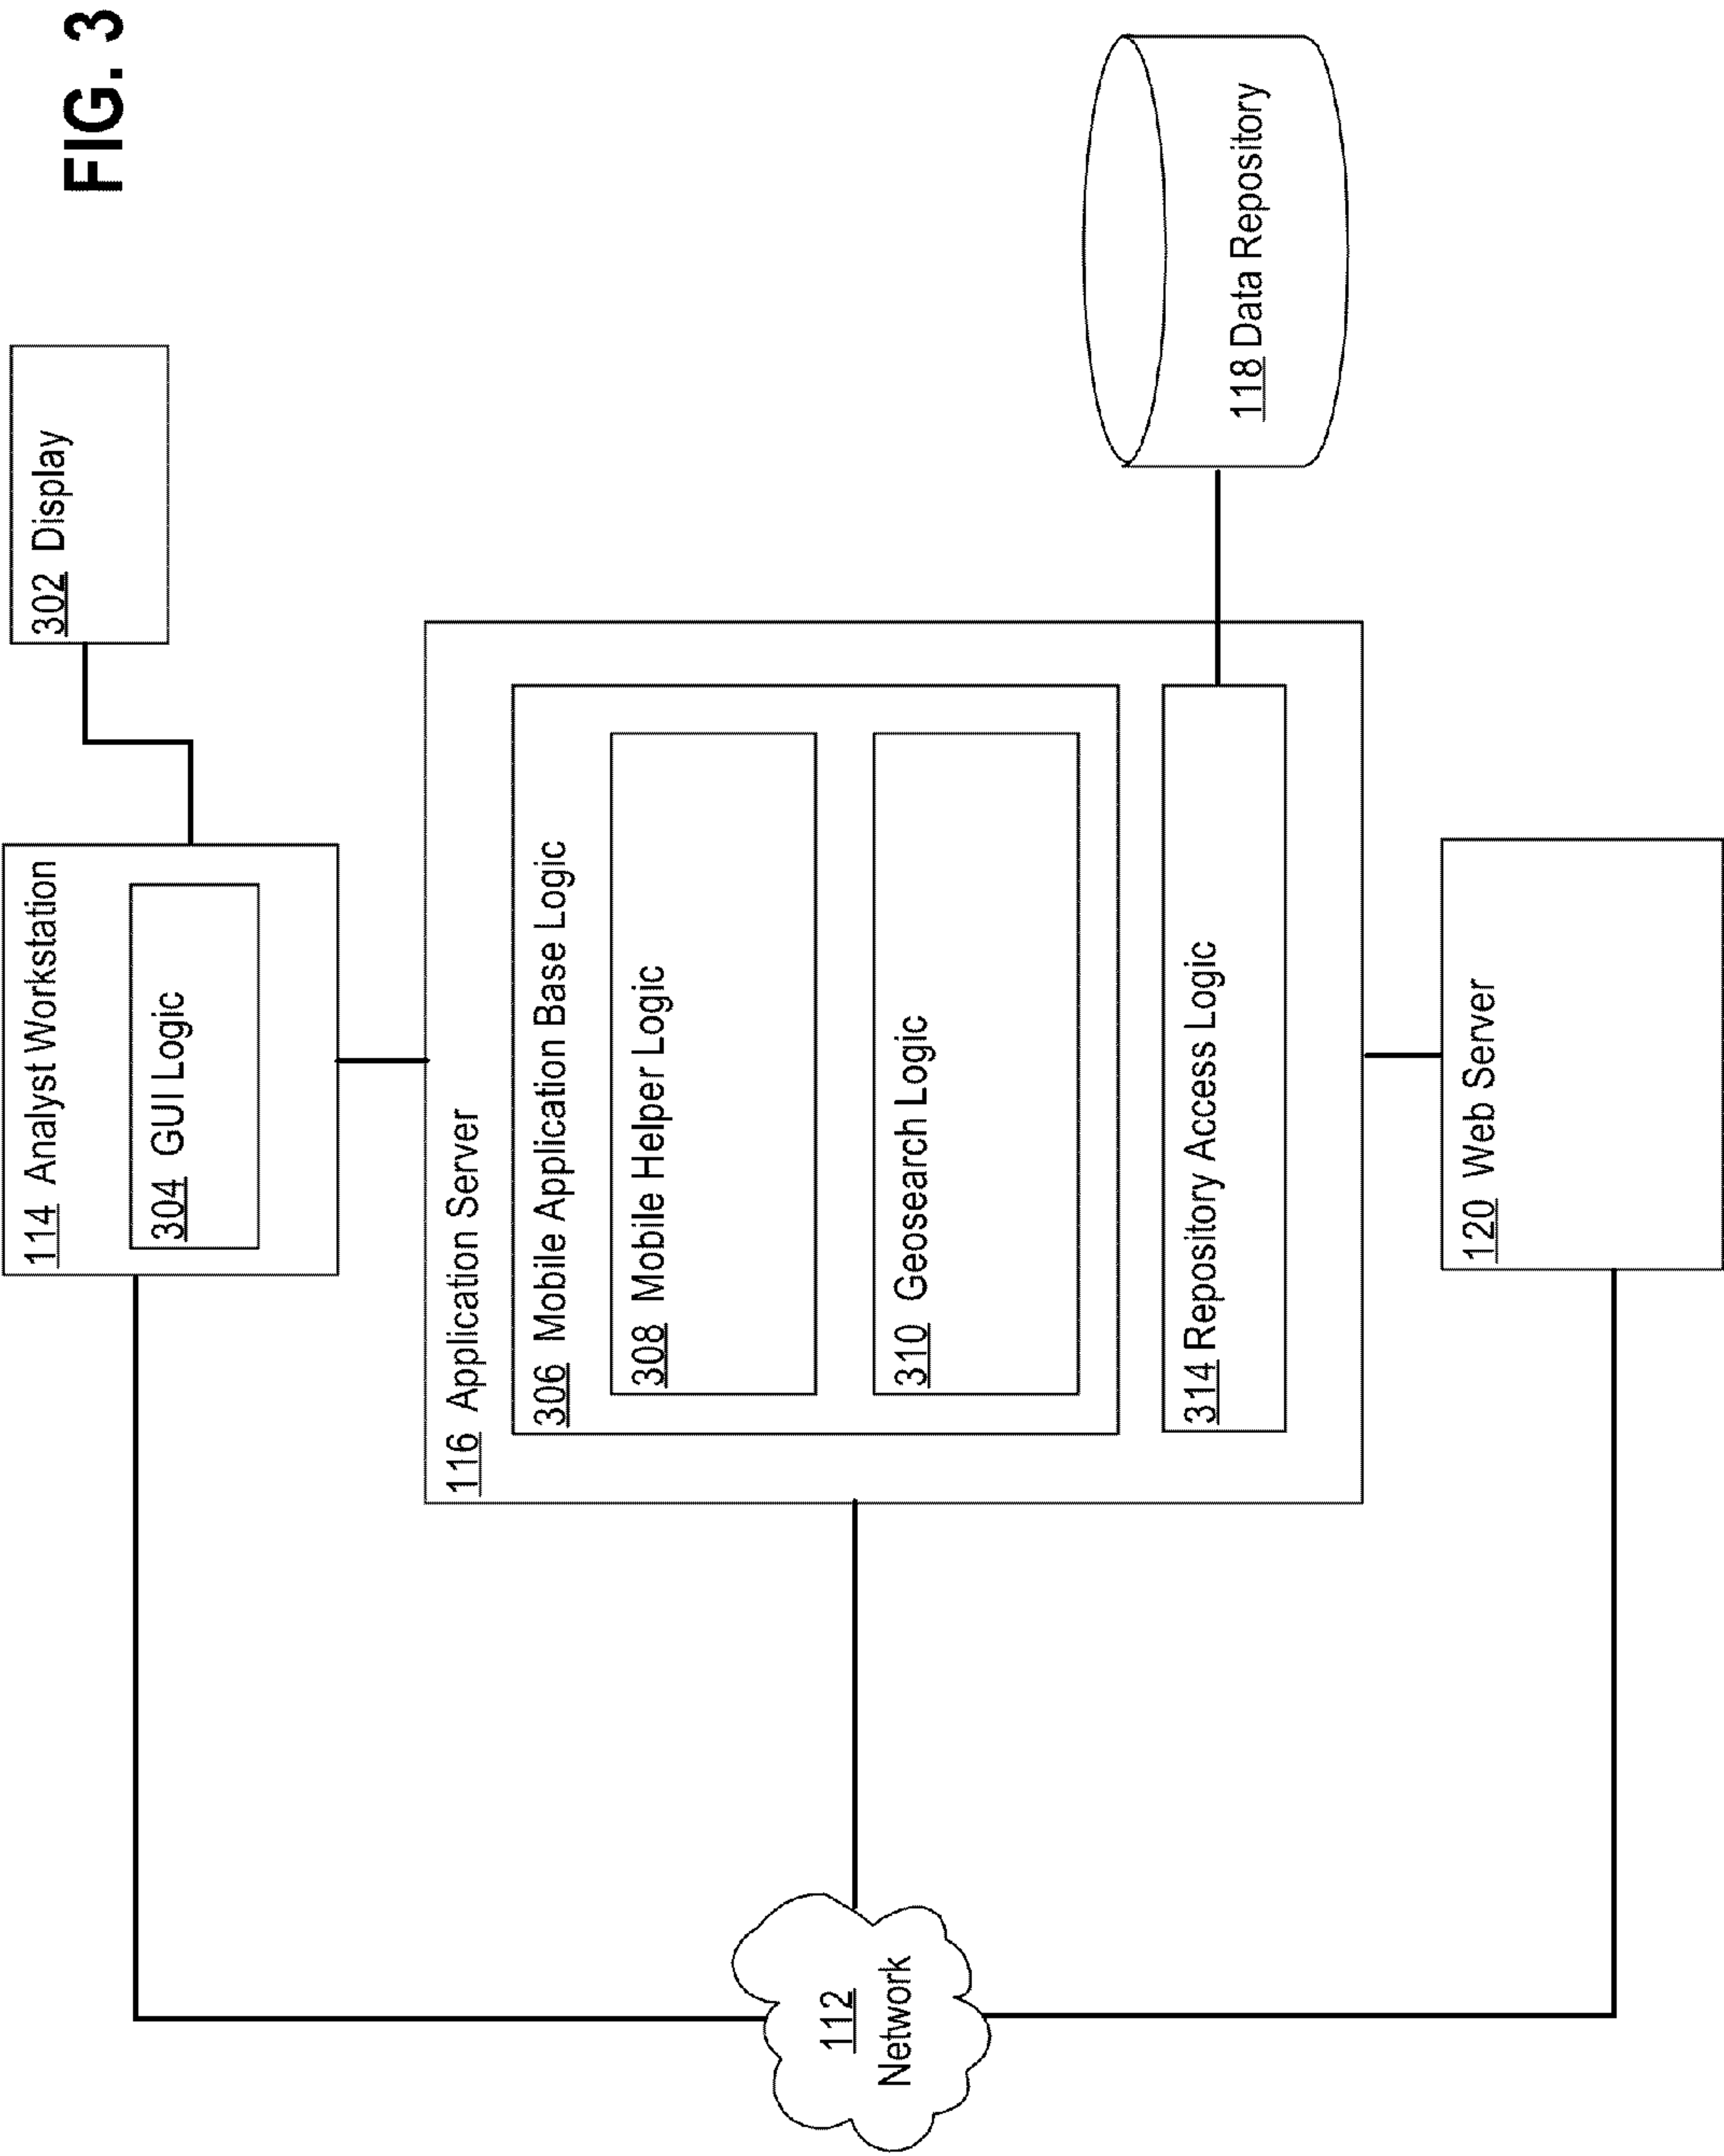 FIG. 3
114 Analyst Workstation
304 GUI Logic
302 Display
116 Application Server
306 Mobile Application Base Logic
308 Mobile Helper Logic
310 Geosearch Logic
314 Repository Access Logic
118 Data Repository
112
Network
120 Web Server